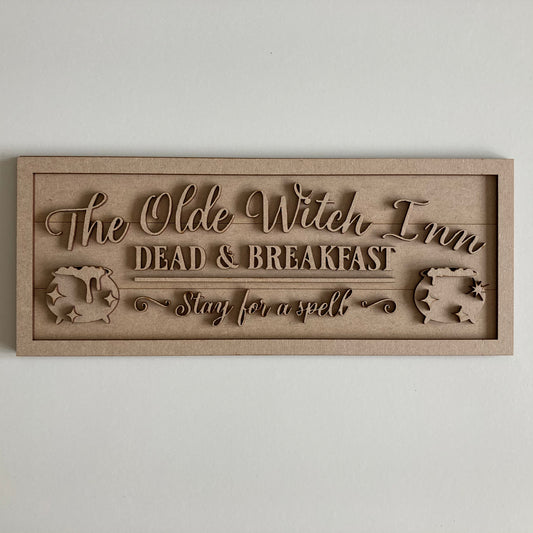 The Olde Witch Inn
DEAD & BREAKFAST
Stay for a spell